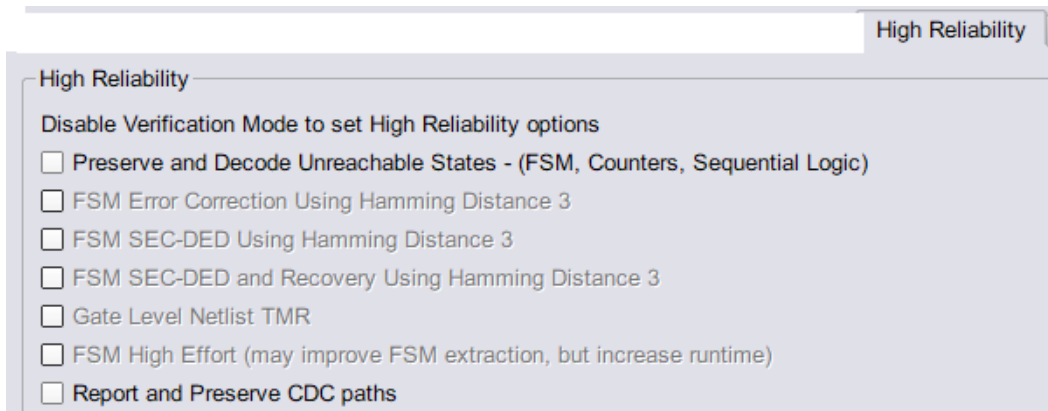 High Reliability
High Reliability
Disable Verification Mode to set High Reliability options
Preserve and Decode Unreachable States - (FSM, Counters, Sequential Logic)
FSM Error Correction Using Hamming Distance 3
FSM SEC-DED Using Hamming Distance 3
FSM SEC-DED and Recovery Using Hamming Distance 3
Gate Level Netlist TMR
FSM High Effort (may improve FSM extraction, but increase runtime)
Report and Preserve CDC paths